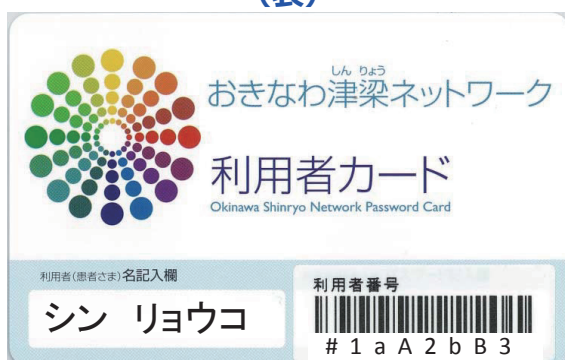 (表)
しんりょう
おきなわ津梁ネットワーク
利用者カード
Okinawa Shinryo Network Password Card
利用者(患者さま)名記入欄
シン リョウコ
利用者番号
#1aA2bB3